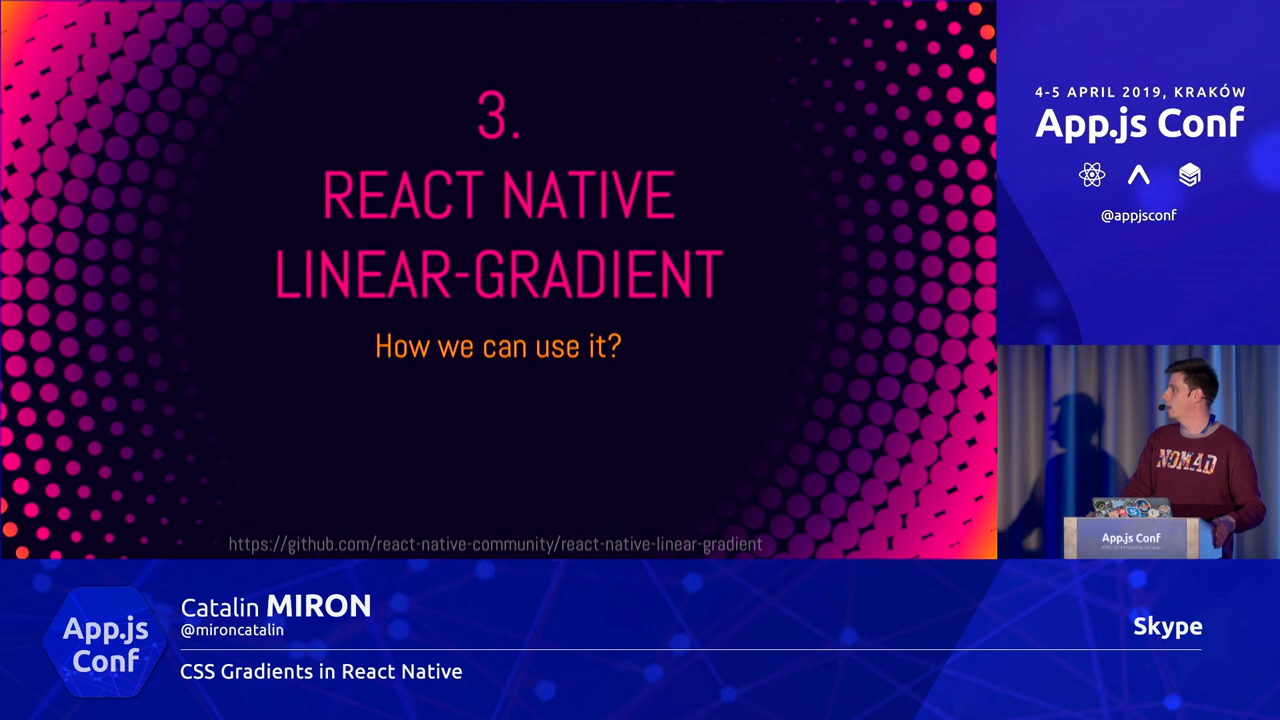 3.
REACT NATIVE
LINEAR-GRADIENT
How we can use it?
https://github.com/react-native-community/react-native-linear-gradient
4-5 APRIL 2019, KRAKÓW
App.js Conf
@appjsconf
NOMAD
App.js Conf
App.js
Conf
Catalin MIRON
@mironcatalin
CSS Gradients in React Native
Skype